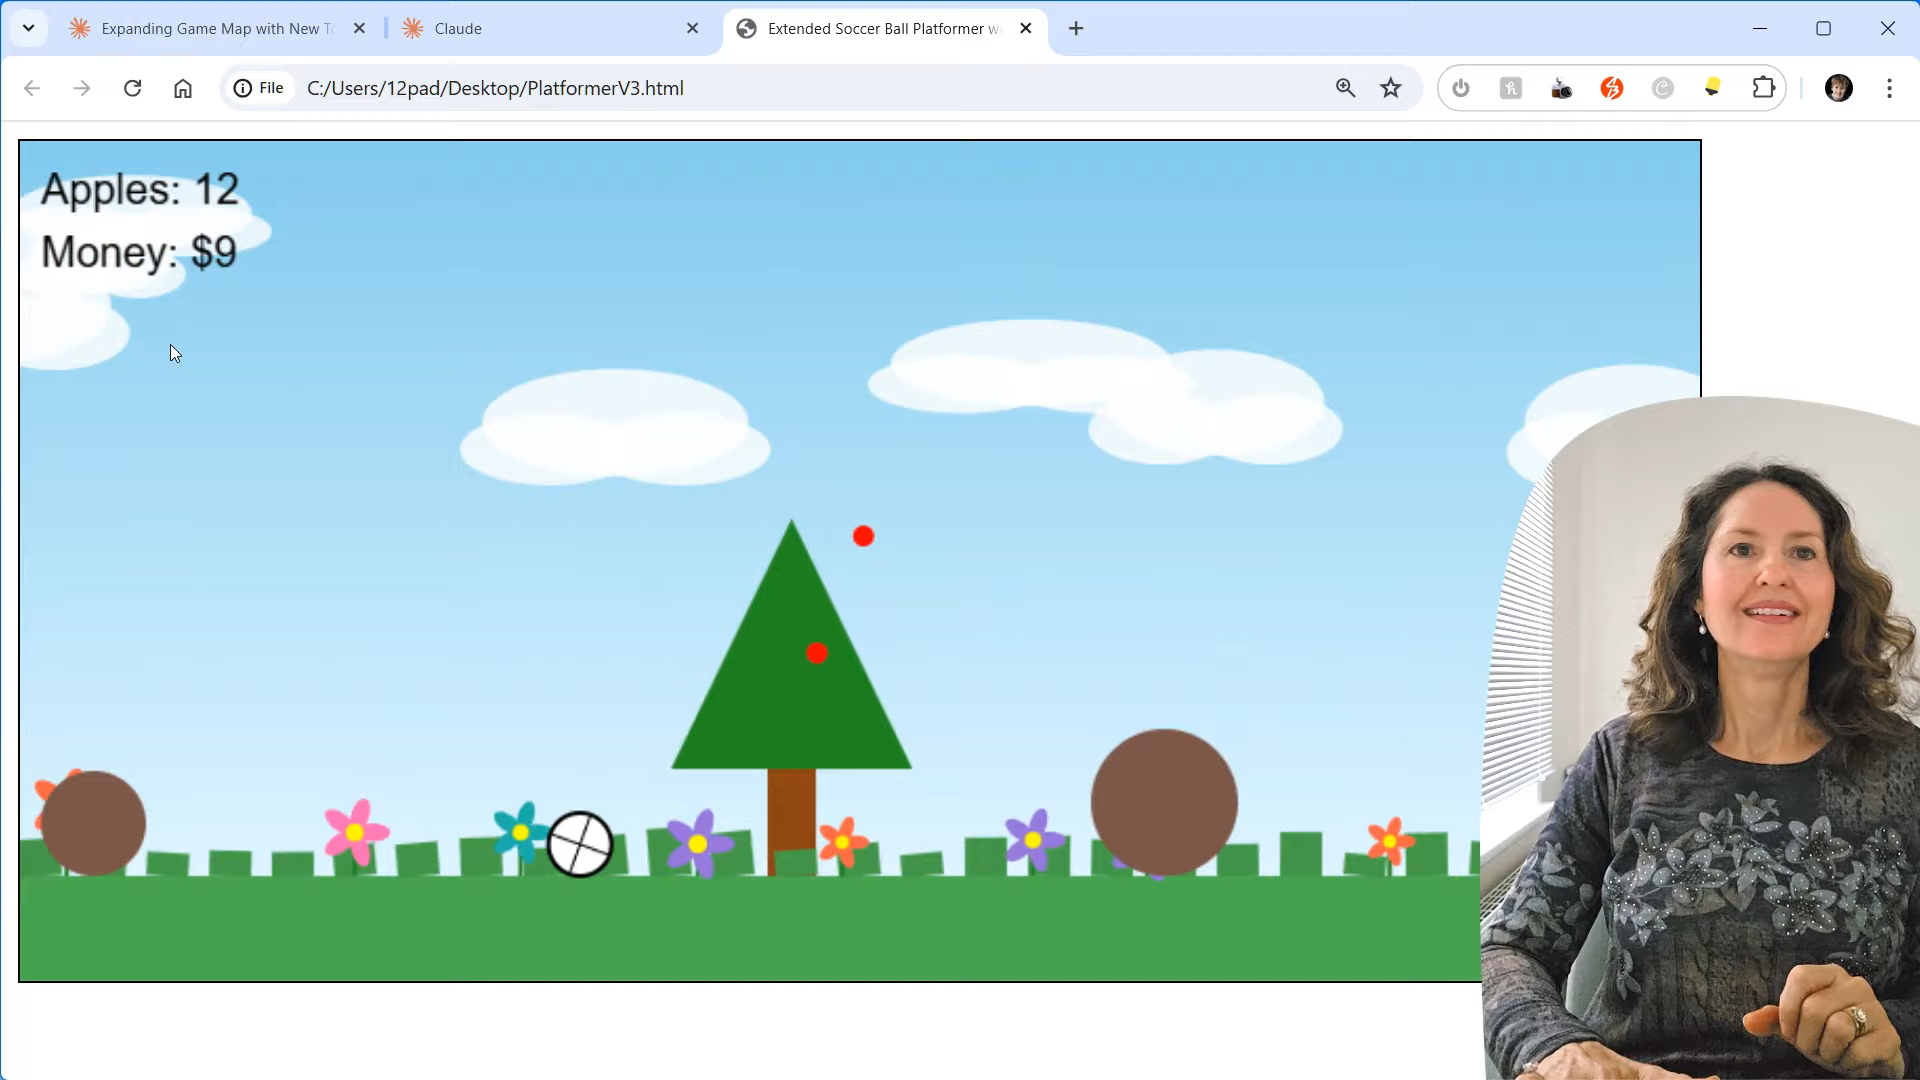 Expanding Game Map with New To
Claude
Extended Soccer Ball Platformer w
File
C:/Users/12pad/Desktop/PlatformerV3.html
Apples: 12
Money: $9